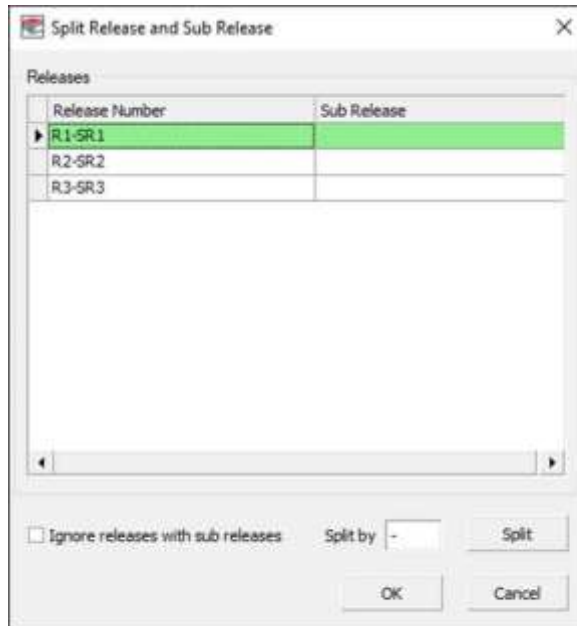 Split Release and Sub Release
Releases
Release Number Sub Release
R1-SR1
R2-SR2
R3-SR3
Ignore releases with sub releases Split by - Split
OK Cancel